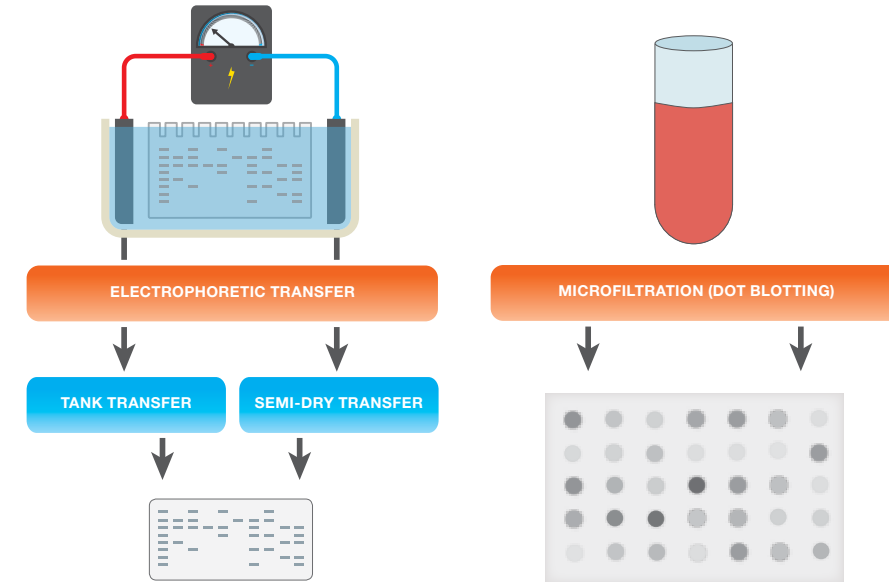 ELECTROPHORETIC TRANSFER
MICROFILTRATION (DOT BLOTTING)
TANK TRANSFER
SEMI-DRY TRANSFER